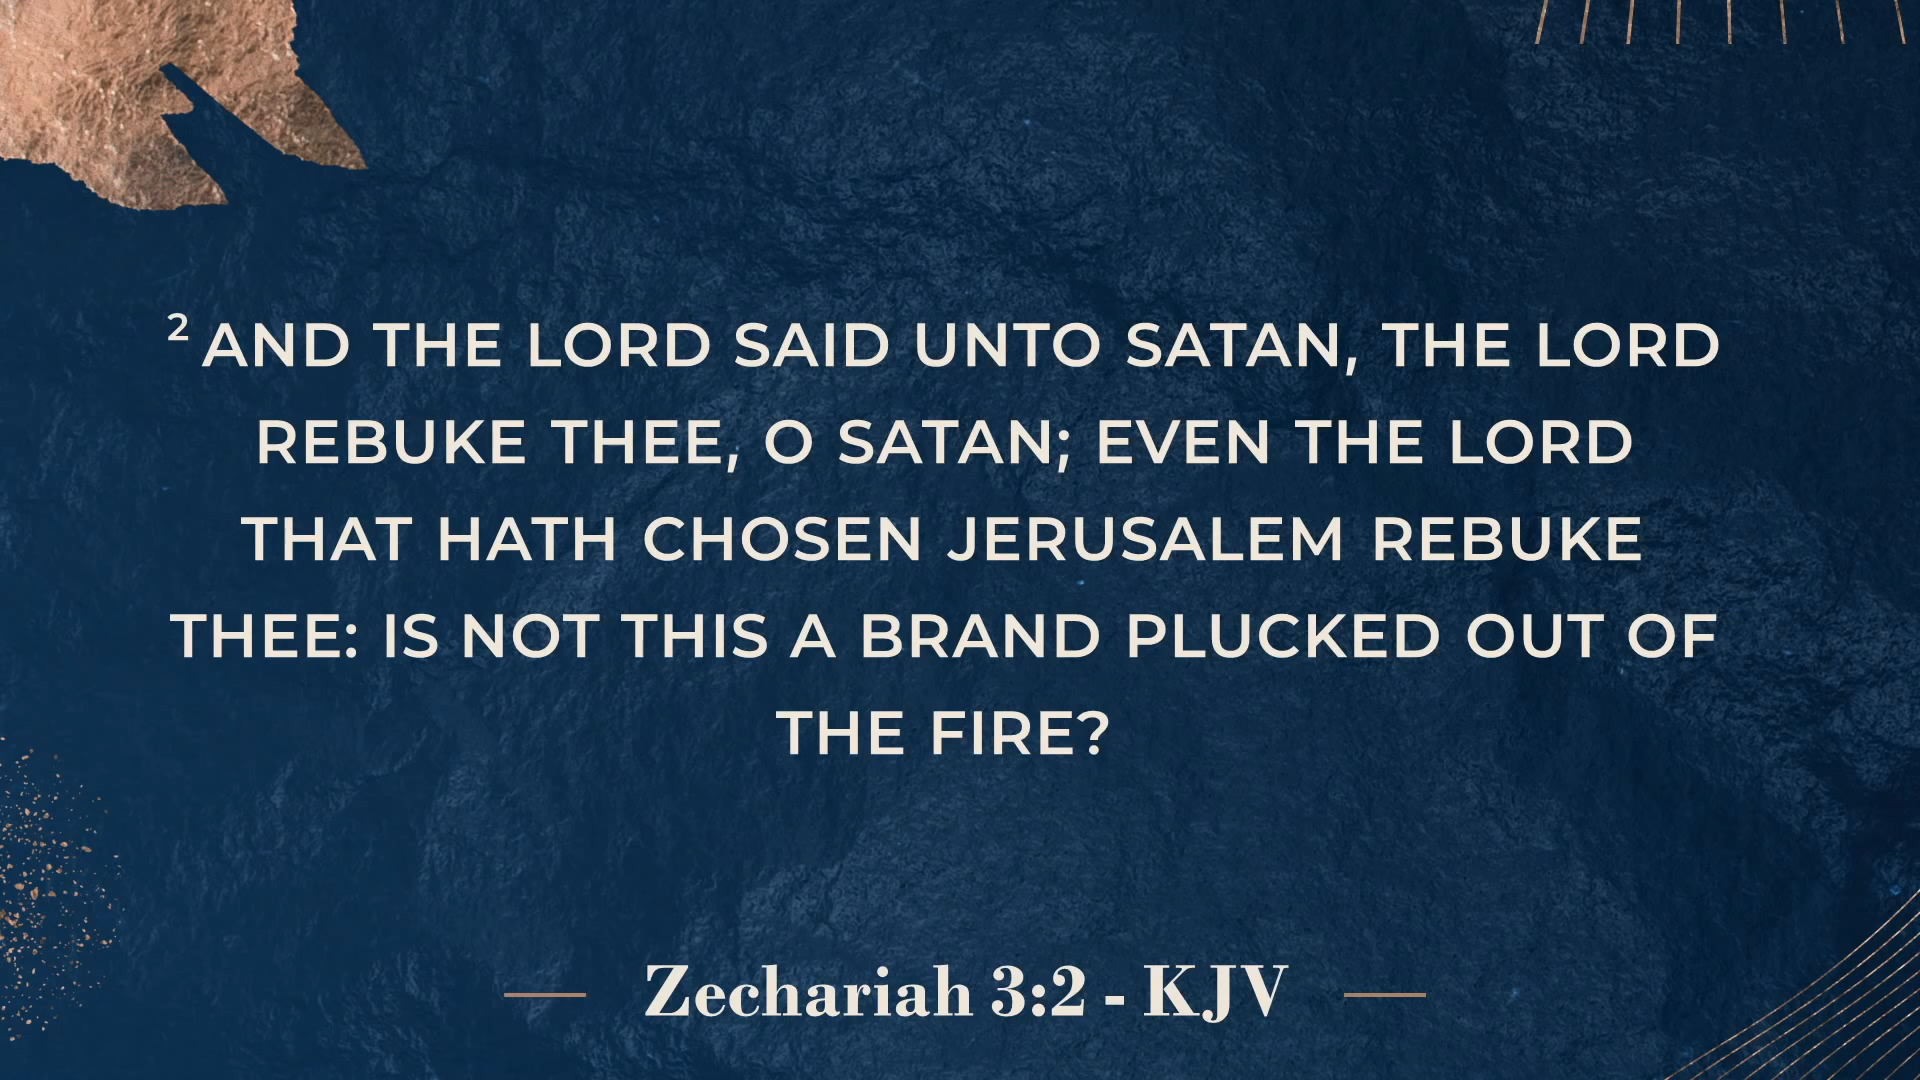 ² AND THE LORD SAID UNTO SATAN, THE LORD
REBUKE THEE, O SATAN; EVEN THE LORD
THAT HATH CHOSEN JERUSALEM REBUKE
THEE: IS NOT THIS A BRAND PLUCKED OUT OF
THE FIRE?
Zechariah 3:2 - KJV